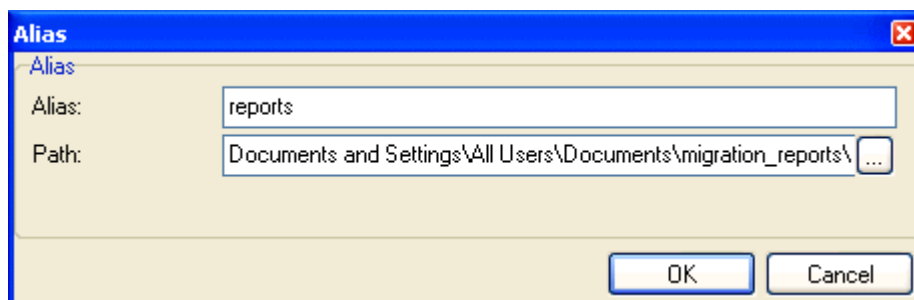 Alias
Alias
Alias: reports
Path: Documents and Settings\All Users\Documents\migration_reports\ ...
OK Cancel